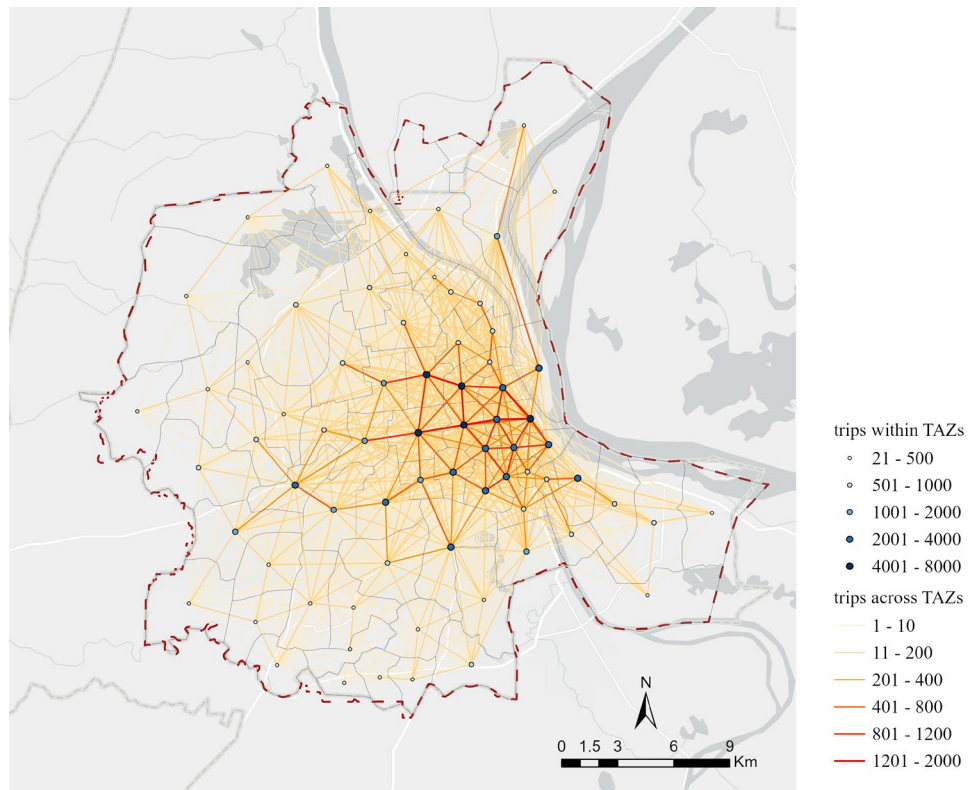 trips within TAZs
21 - 500
501 - 1000
1001 - 2000
2001 - 4000
4001 - 8000
trips across TAZs
1 - 10
11 - 200
201 - 400
401 - 800
801 - 1200
1201 - 2000
N
0 1.5 3 6 9
Km